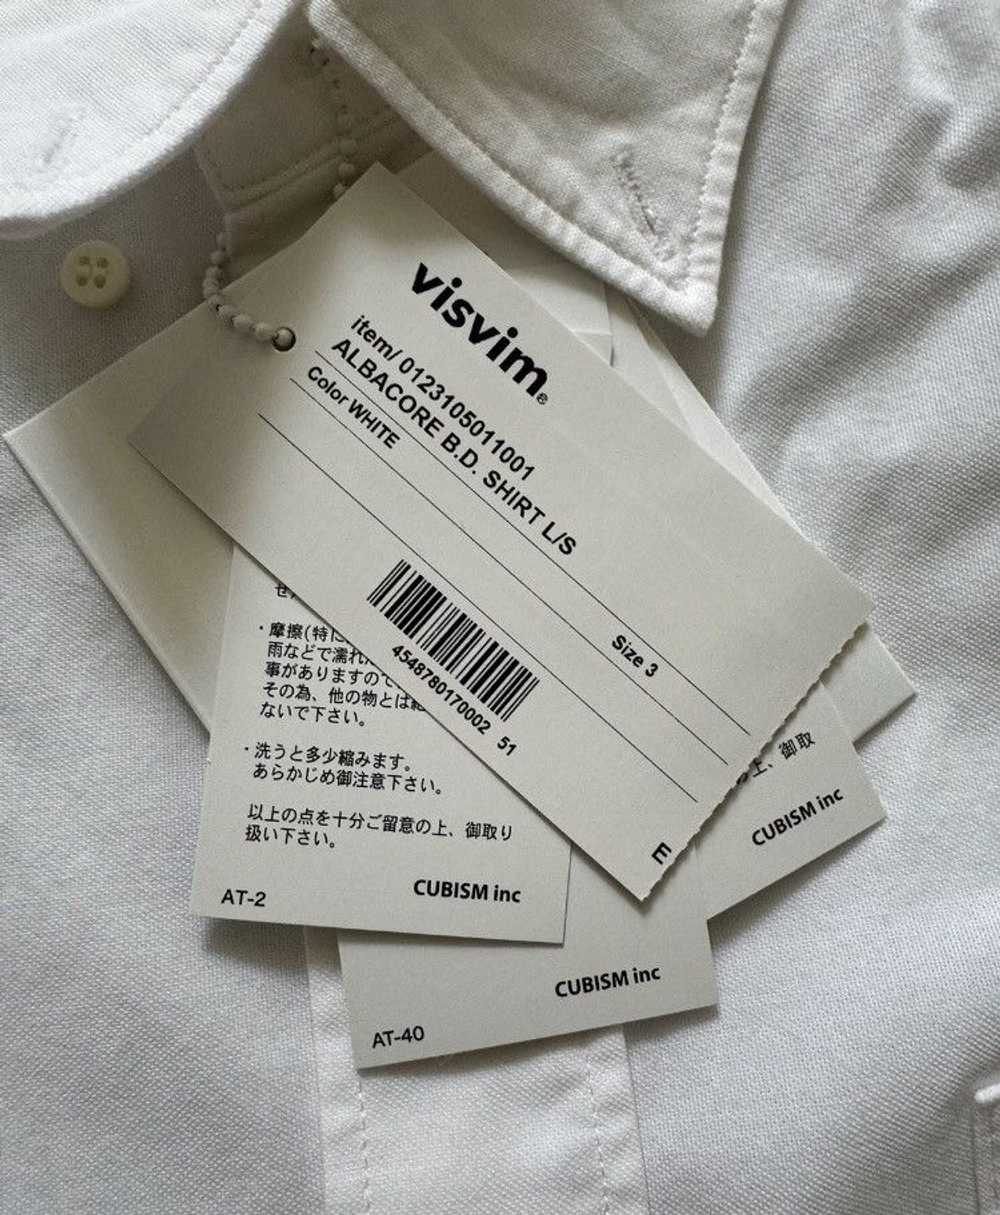 visvim®
item/ 0123105011001
ALBACORE B.D. SHIRT L/S
Color WHITE
Size 3
4548780170002 51
E
・摩擦(特に
雨などで濡れ
事がありますので
その為、他の物とは
ないで下さい。
・洗うと多少縮みます。
あらかじめ御注意下さい。
以上の点を十分ご留意の上、御取り
扱い下さい。
AT-2
CUBISM inc
CUBISM inc
AT-40
上、御取
CUBISM inc